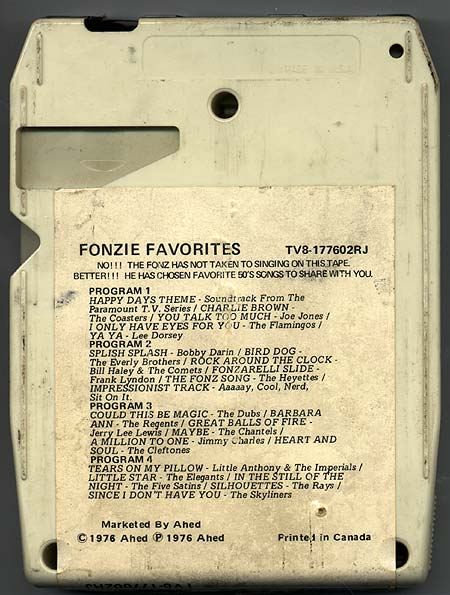 MADE IN U.S.A.
FONZIE FAVORITES TV8-177602RJ
NO!!! THE FONZ HAS NOT TAKEN TO SINGING ON THIS TAPE.
BETTER!!! HE HAS CHOSEN FAVORITE 50'S SONGS TO SHARE WITH YOU.
PROGRAM 1
HAPPY DAYS THEME - Soundtrack From The
Paramount T.V. Series / CHARLIE BROWN -
The Coasters / YOU TALK TOO MUCH - Joe Jones /
I ONLY HAVE EYES FOR YOU - The Flamingos /
YA YA - Lee Dorsey
PROGRAM 2
SPLISH SPLASH - Bobby Darin / BIRD DOG -
The Everly Brothers / ROCK AROUND THE CLOCK -
Bill Haley & The Comets / FONZARELLI SLIDE -
Frank Lyndon / THE FONZ SONG - The Heyettes /
IMPRESSIONIST TRACK - Aaaaay, Cool, Nerd,
Sit On It.
PROGRAM 3
COULD THIS BE MAGIC - The Dubs / BARBARA
ANN - The Regents / GREAT BALLS OF FIRE -
Jerry Lee Lewis / MAYBE - The Chantels /
A MILLION TO ONE - Jimmy Charles / HEART AND
SOUL - The Cleftones
PROGRAM 4
TEARS ON MY PILLOW - Little Anthony & The Imperials /
LITTLE STAR - The Elegants / IN THE STILL OF THE
NIGHT - The Five Satins / SILHOUETTES - The Rays /
SINCE I DON'T HAVE YOU - The Skyliners
Marketed By Ahed
© 1976 Ahed ℗ 1976 Ahed Printed in Canada